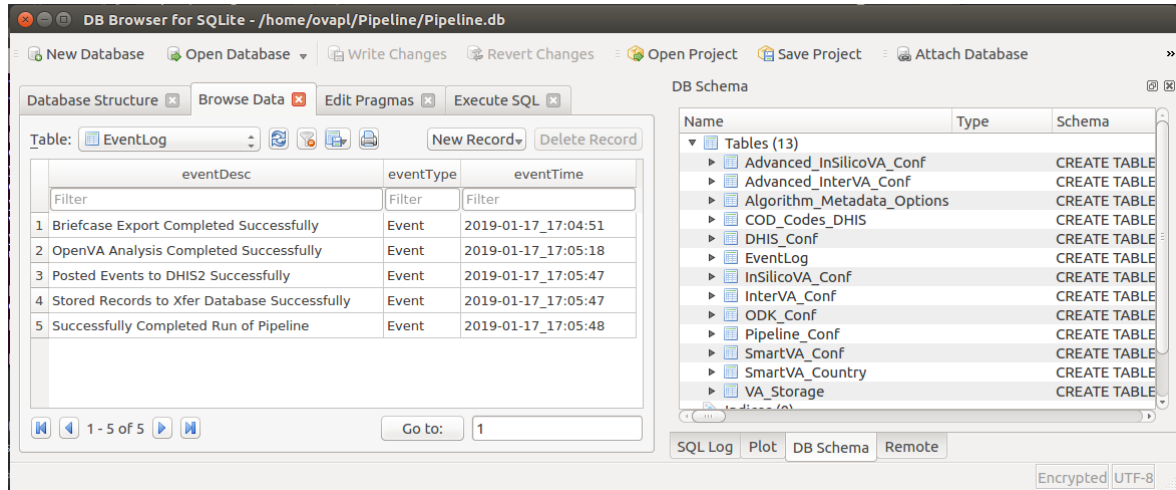 DB Browser for SQLite - /home/ovapl/Pipeline/Pipeline.db
New Database Open Database Write Changes Revert Changes Open Project Save Project Attach Database »
Database Structure Browse Data Edit Pragmas Execute SQL
Table: EventLog New Record Delete Record
eventDesc eventType eventTime
Filter Filter Filter
1 Briefcase Export Completed Successfully Event 2019-01-17_17:04:51
2 OpenVA Analysis Completed Successfully Event 2019-01-17_17:05:18
3 Posted Events to DHIS2 Successfully Event 2019-01-17_17:05:47
4 Stored Records to Xfer Database Successfully Event 2019-01-17_17:05:47
5 Successfully Completed Run of Pipeline Event 2019-01-17_17:05:48
1 - 5 of 5 Go to: 1
DB Schema
Name Type Schema
Tables (13)
Advanced_InSilicoVA_Conf CREATE TABLE
Advanced_InterVA_Conf CREATE TABLE
Algorithm_Metadata_Options CREATE TABLE
COD_Codes_DHIS CREATE TABLE
DHIS_Conf CREATE TABLE
EventLog CREATE TABLE
InSilicoVA_Conf CREATE TABLE
InterVA_Conf CREATE TABLE
ODK_Conf CREATE TABLE
Pipeline_Conf CREATE TABLE
SmartVA_Conf CREATE TABLE
SmartVA_Country CREATE TABLE
VA_Storage CREATE TABLE
SQL Log Plot DB Schema Remote
Encrypted UTF-8